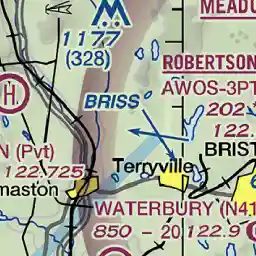 MEADO
1177
(328)
ROBERTSON
H
AWOS-3PT
BRISS
202 *
122.
N (Pvt)
Terryville
BRIST
122.725
maston
WATERBURY (N41
850 - 20
122.9 C